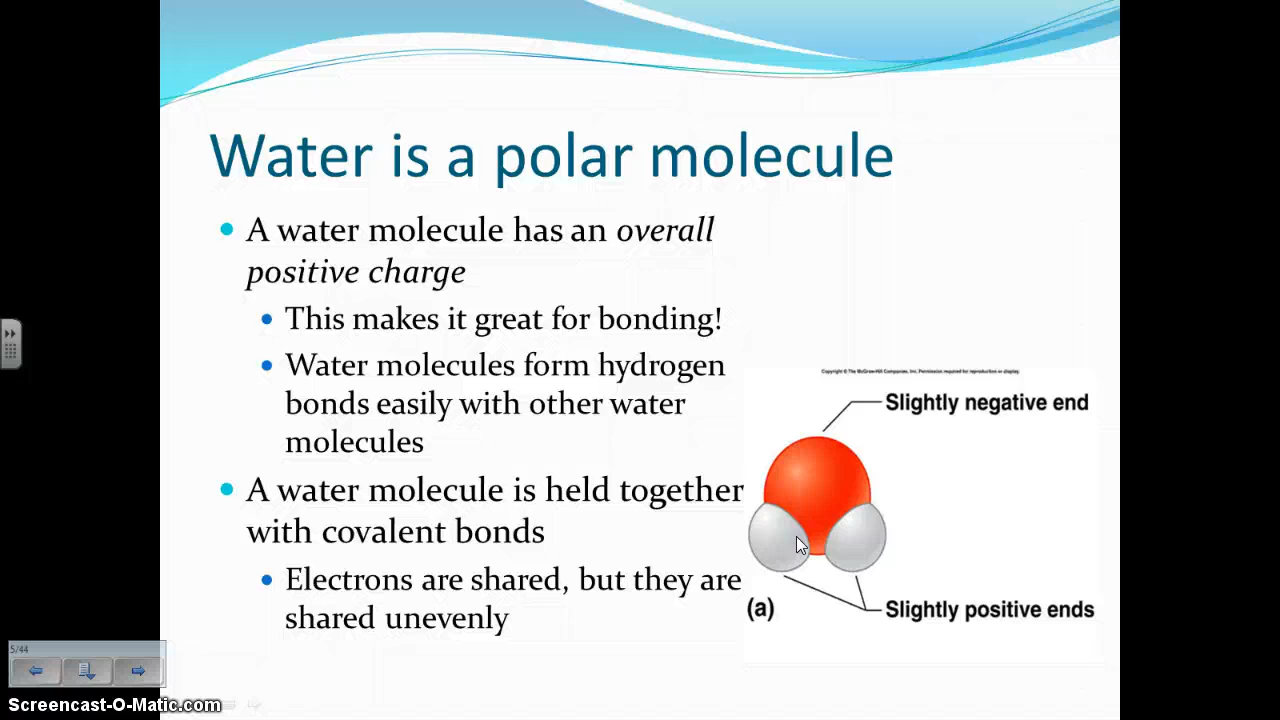 Water is a polar molecule
A water molecule has an overall
positive charge
This makes it great for bonding!
Water molecules form hydrogen
bonds easily with other water
molecules
A water molecule is held together
with covalent bonds
Electrons are shared, but they are
shared unevenly
Copyright © The McGraw-Hill Companies, Inc. Permission required for reproduction or display.
Slightly negative end
(a)
Slightly positive ends
5/44
Screencast-O-Matic.com